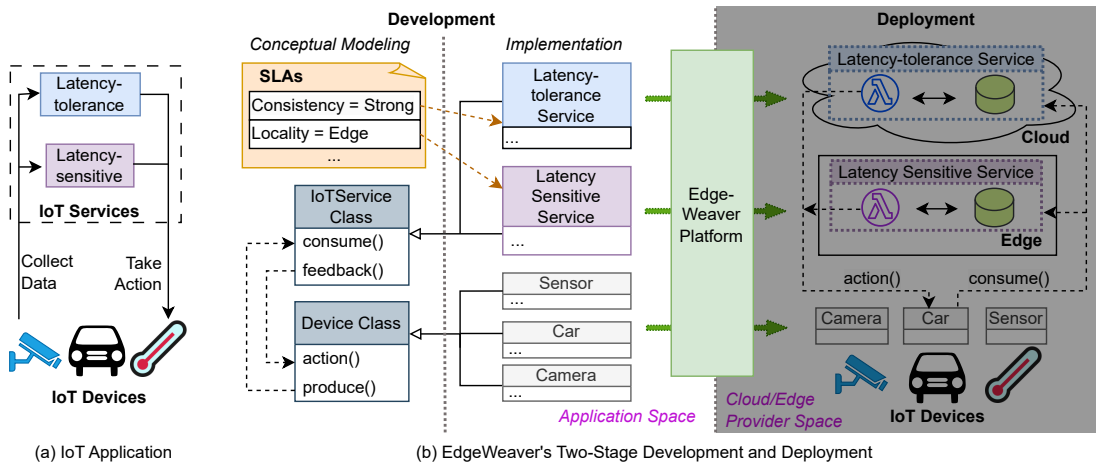 Latency-
tolerance
Latency-
sensitive
IoT Services
Collect
Data
Take
Action
IoT Devices
(a) IoT Application
Development
Conceptual Modeling
Implementation
SLAs
Consistency = Strong
Locality = Edge
...
IoTService
Class
consume()
feedback()
Device Class
action()
produce()
Latency-
tolerance
Service
...
Latency
Sensitive
Service
...
Sensor
...
Car
...
Camera
...
Application Space
Edge-
Weaver
Platform
Deployment
Latency-tolerance Service
Cloud
Latency Sensitive Service
Edge
action()
consume()
Camera
Car
Sensor
Cloud/Edge
Provider Space
IoT Devices
(b) EdgeWeaver's Two-Stage Development and Deployment